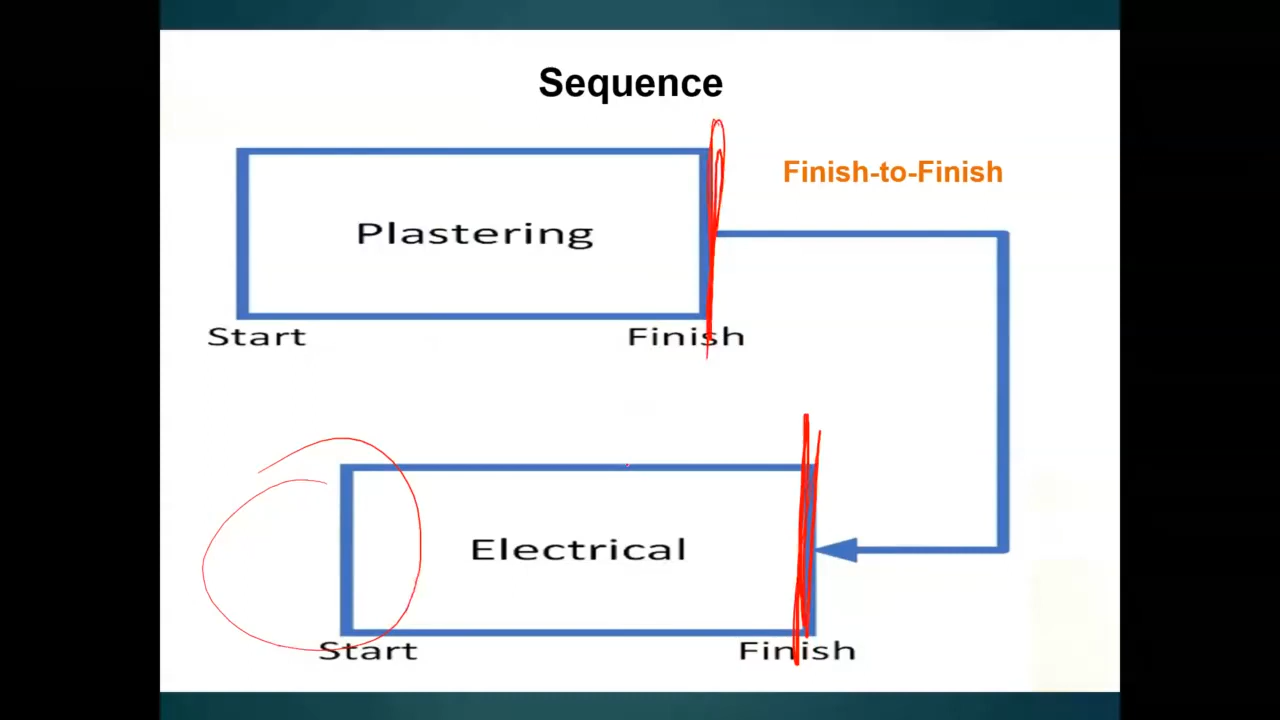 Sequence
Finish-to-Finish
Plastering
Start Finish
Electrical
Start Finish